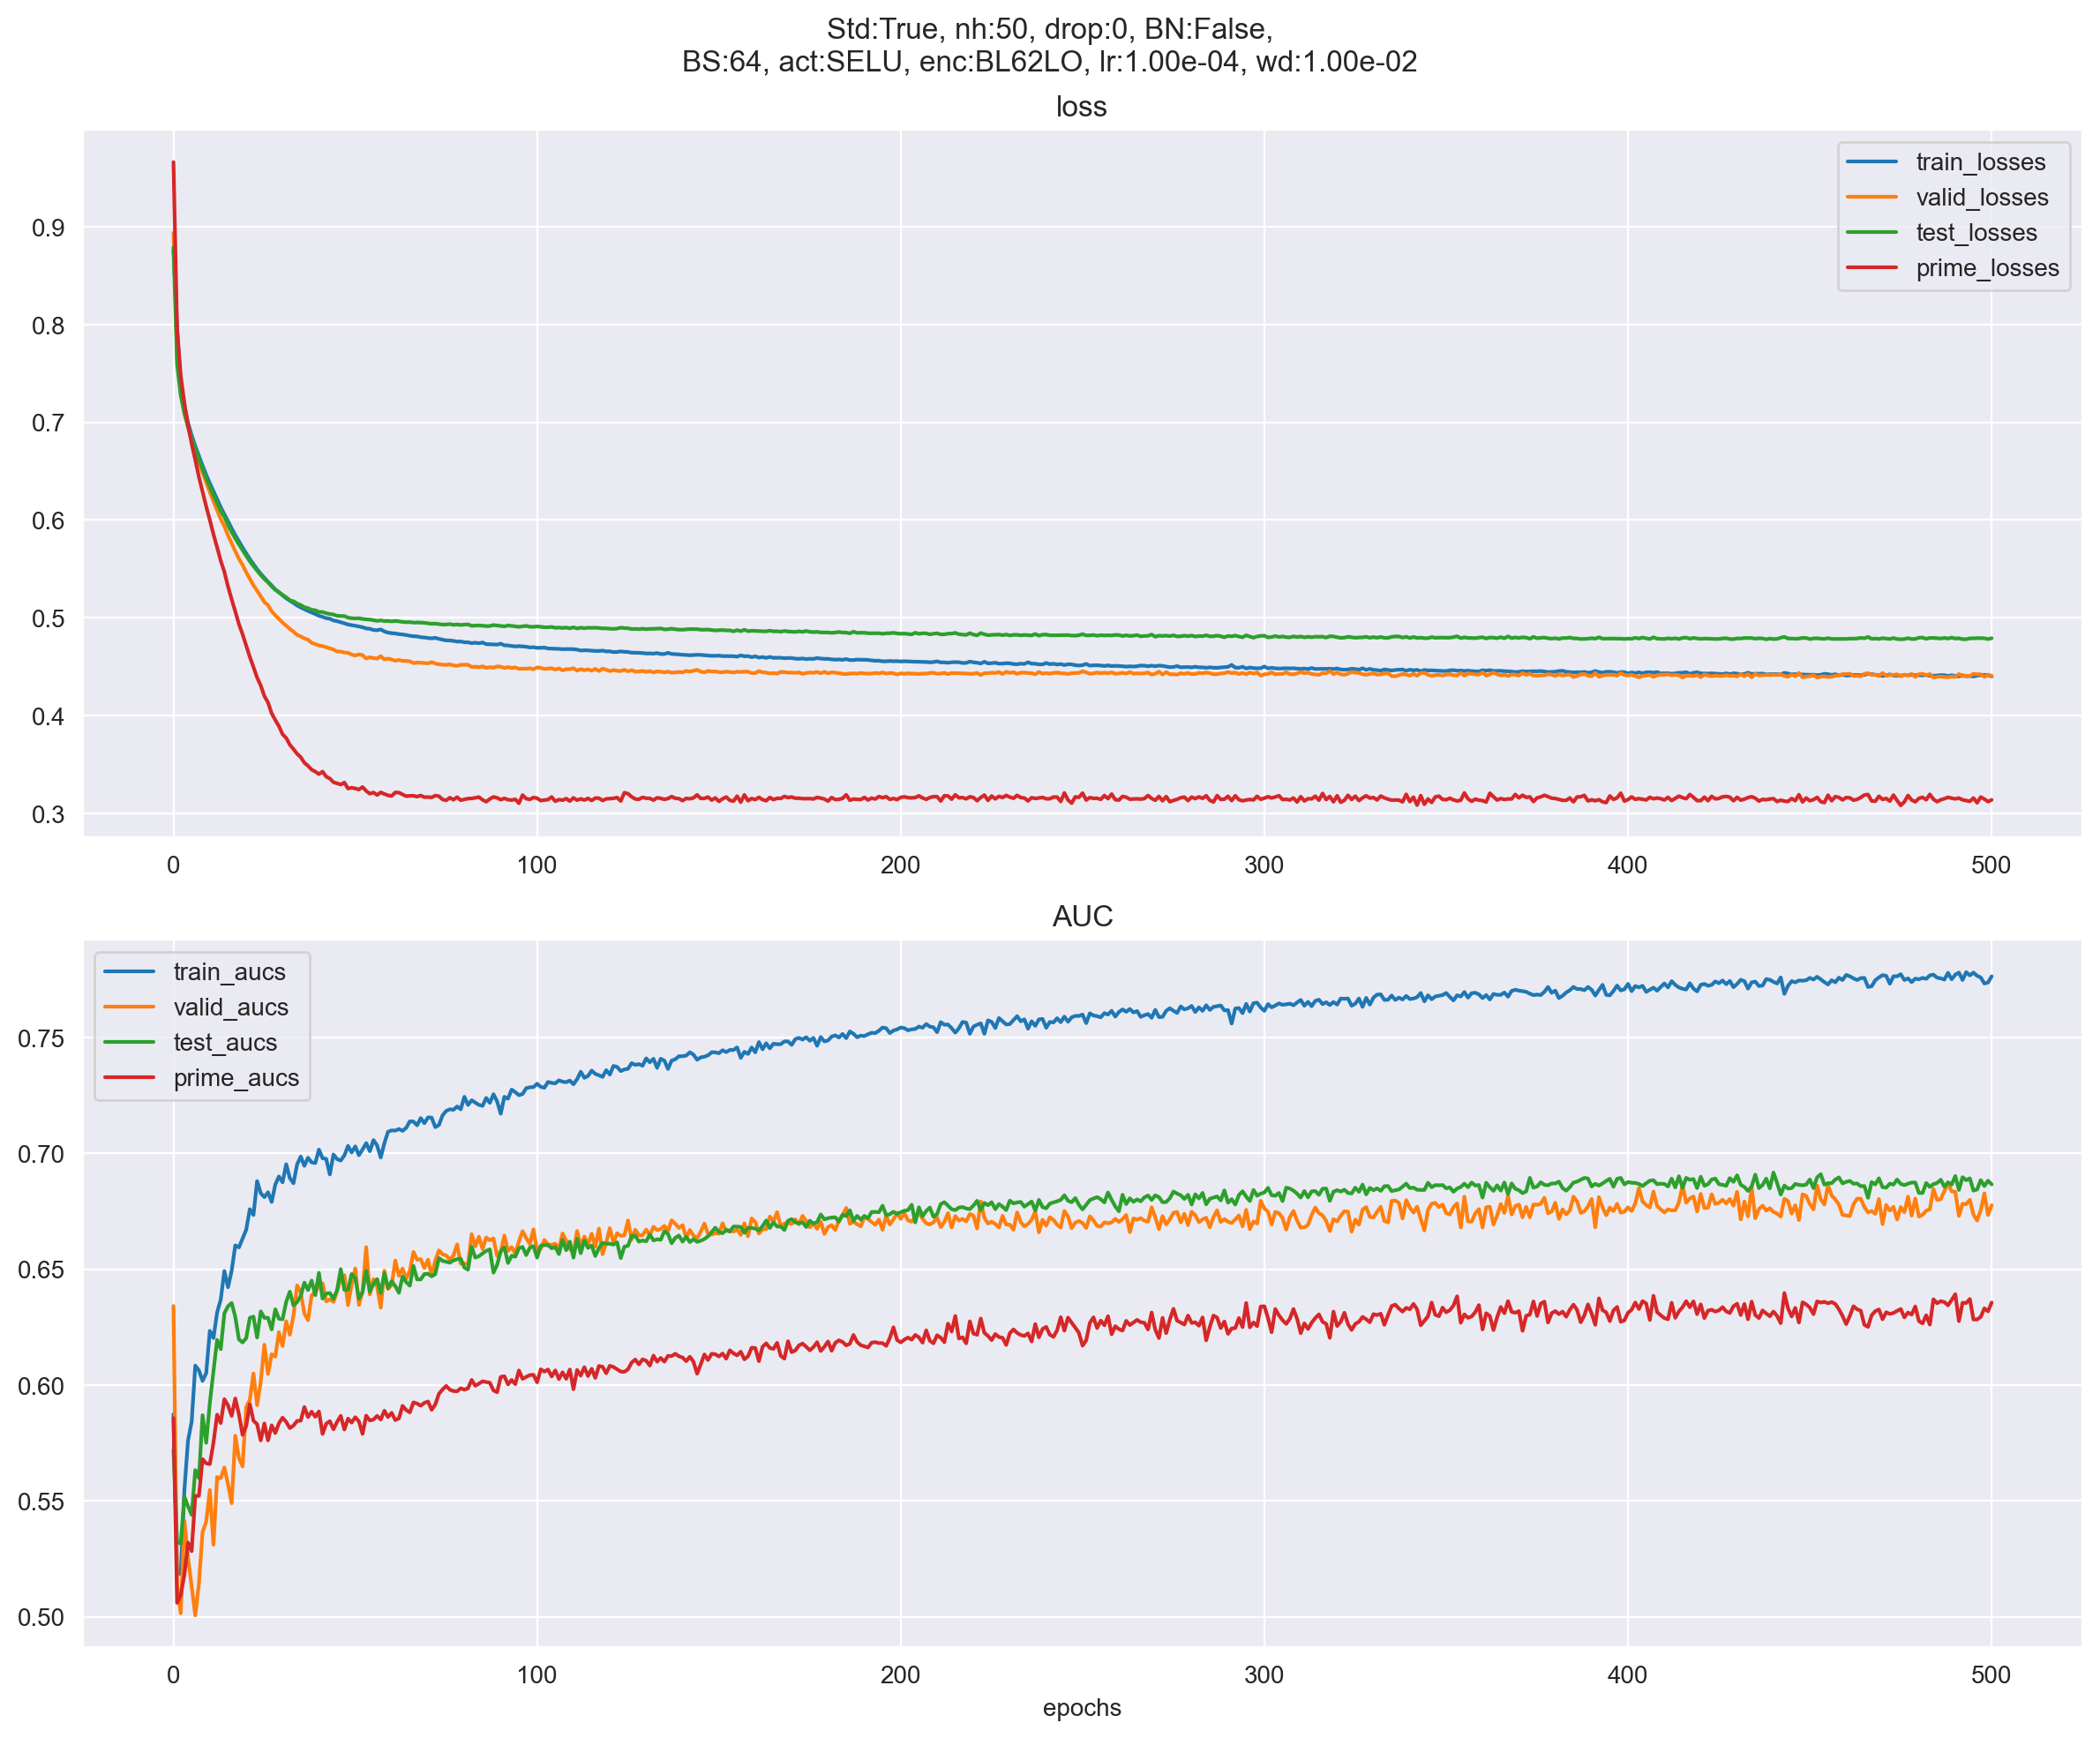 Std:True, nh:50, drop:0, BN:False,
BS:64, act:SELU, enc:BL62LO, lr:1.00e-04, wd:1.00e-02
loss
train_losses
valid_losses
test_losses
prime_losses
0.9
0.8
0.7
0.6
0.5
0.4
0.3
0 100 200 300 400 500
AUC
train_aucs
valid_aucs
test_aucs
prime_aucs
0.75
0.70
0.65
0.60
0.55
0.50
0 100 200 300 400 500
epochs